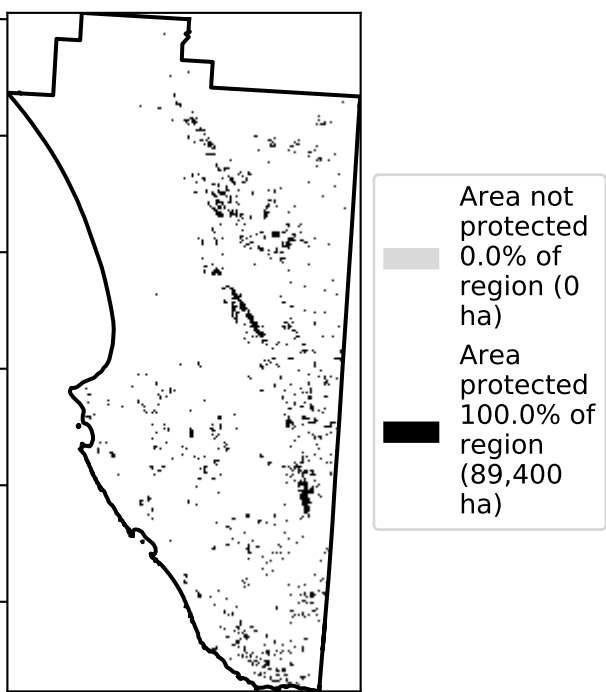 Area not
protected
0.0% of
region (0
ha)
Area
protected
100.0% of
region
(89,400
ha)